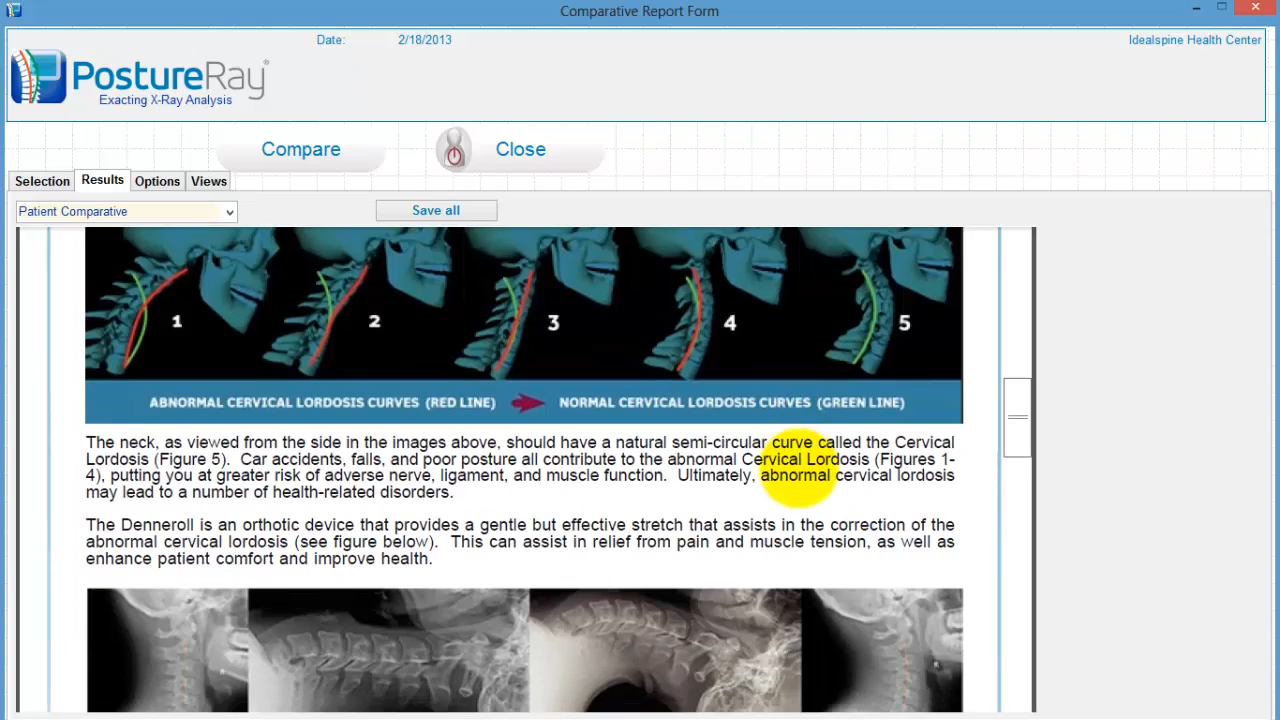 Comparative Report Form
Date: 2/18/2013 Idealspine Health Center
PostureRay®
Exacting X-Ray Analysis
Compare Close
Selection Results Options Views
Patient Comparative Save all
1 2 3 4 5
ABNORMAL CERVICAL LORDOSIS CURVES (RED LINE) NORMAL CERVICAL LORDOSIS CURVES (GREEN LINE)
The neck, as viewed from the side in the images above, should have a natural semi-circular curve called the Cervical
Lordosis (Figure 5). Car accidents, falls, and poor posture all contribute to the abnormal Cervical Lordosis (Figures 1-
4), putting you at greater risk of adverse nerve, ligament, and muscle function. Ultimately, abnormal cervical lordosis
may lead to a number of health-related disorders.
The Denneroll is an orthotic device that provides a gentle but effective stretch that assists in the correction of the
abnormal cervical lordosis (see figure below). This can assist in relief from pain and muscle tension, as well as
enhance patient comfort and improve health.